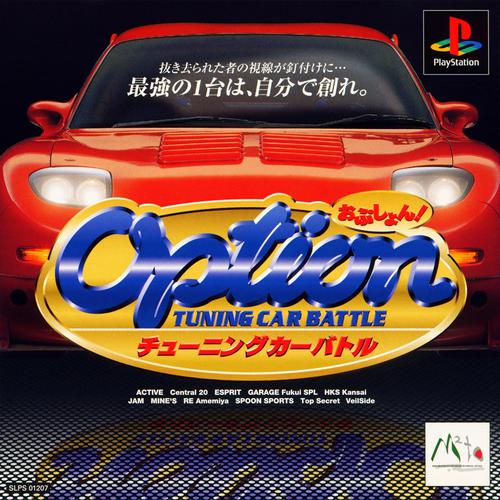 抜き去られた者の視線が釘付けに…
最強の1台は、自分で創れ。
PlayStation
おぷしょん!
Option
TUNING CAR BATTLE
チューニングカーバトル
ACTIVE Central 20 ESPRIT GARAGE Fukui SPL HKS Kansai
JAM MINE'S RE Amemiya SPOON SPORTS Top Secret VeilSide
SLPS 01207